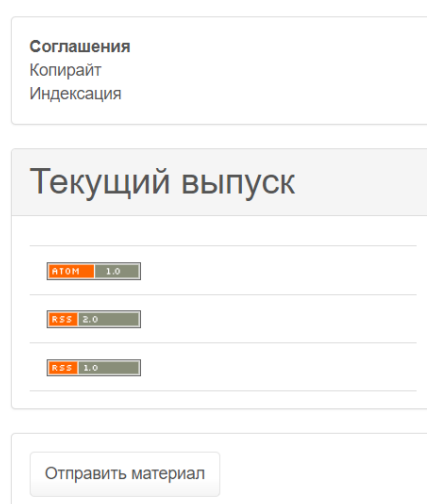 Соглашения
Копирайт
Индексация
Текущий выпуск
ATOM 1.0
RSS 2.0
RSS 1.0
Отправить материал